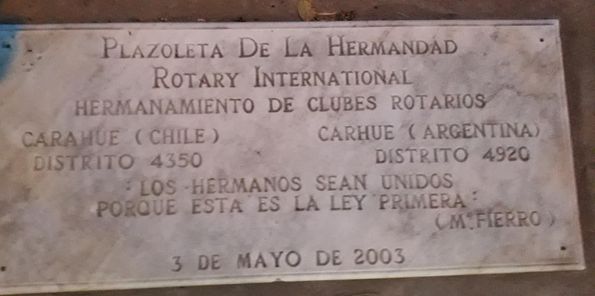 PLAZOLETA DE LA HERMANDAD
ROTARY INTERNATIONAL
HERMANAMIENTO DE CLUBES ROTARIOS
CARAHUE (CHILE) CARHUE (ARGENTINA)
DISTRITO 4350 DISTRITO 4920
"LOS HERMANOS SEAN UNIDOS
PORQUE ESTA ES LA LEY PRIMERA"
(M. FIERRO)
3 DE MAYO DE 2003